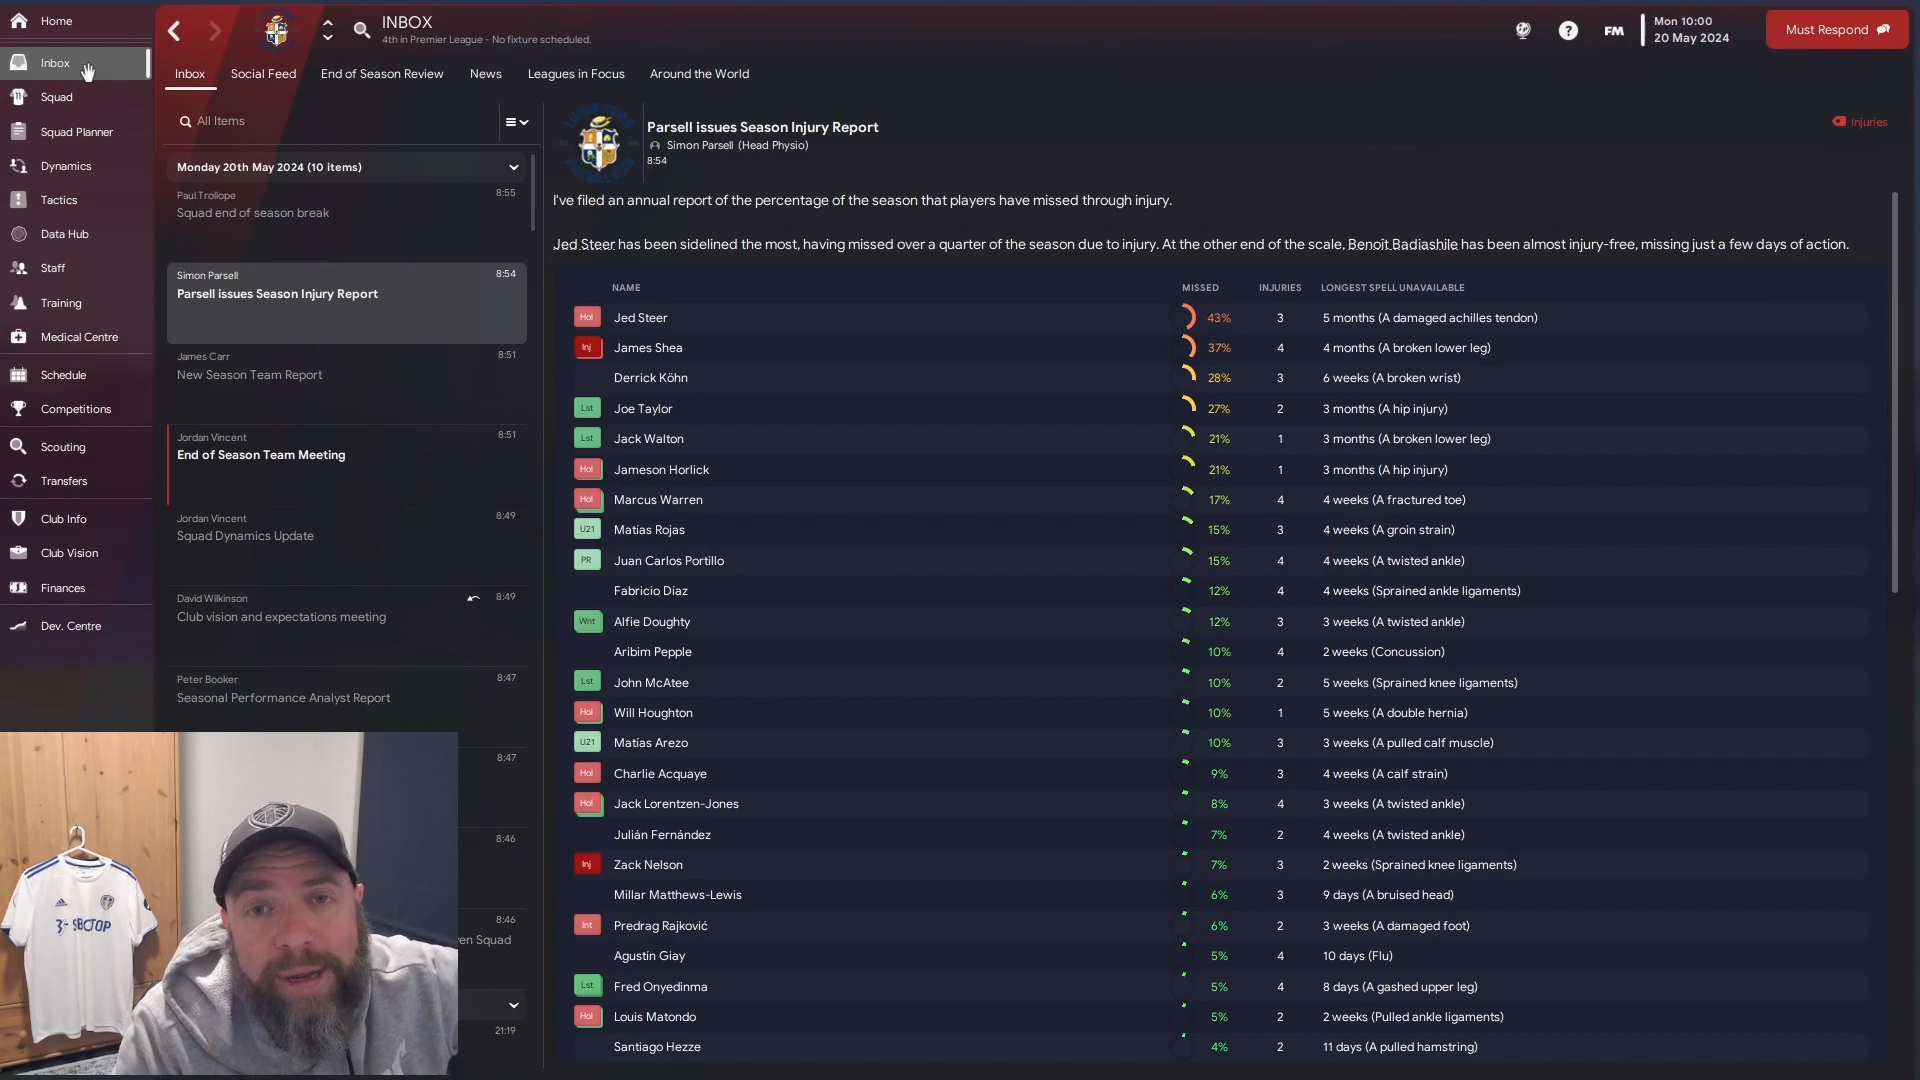 Home
Inbox
Squad
Squad Planner
Dynamics
Tactics
Data Hub
Staff
Training
Medical Centre
Schedule
Competitions
Scouting
Transfers
Club Info
Club Vision
Finances
Dev. Centre
INBOX
4th in Premier League - No fixture scheduled.
FM
Mon 10:00
20 May 2024
Must Respond
Inbox Social Feed End of Season Review News Leagues in Focus Around the World
All Items
Monday 20th May 2024 (10 items)
Paul Trollope 8:55
Squad end of season break
Simon Parsell 8:54
Parsell issues Season Injury Report
James Carr 8:51
New Season Team Report
Jordan Vincent 8:51
End of Season Team Meeting
Jordan Vincent 8:49
Squad Dynamics Update
David Wilkinson 8:49
Club vision and expectations meeting
Peter Booker 8:47
Seasonal Performance Analyst Report
8:47
8:46
8:46
en Squad
21:19
Parsell issues Season Injury Report
Simon Parsell (Head Physio)
8:54
Injuries
I've filed an annual report of the percentage of the season that players have missed through injury.
Jed Steer has been sidelined the most, having missed over a quarter of the season due to injury. At the other end of the scale, Benoît Badiashile has been almost injury-free, missing just a few days of action.
NAME MISSED INJURIES LONGEST SPELL UNAVAILABLE
Hol Jed Steer 43% 3 5 months (A damaged achilles tendon)
Inj James Shea 37% 4 4 months (A broken lower leg)
Derrick Köhn 28% 3 6 weeks (A broken wrist)
Lst Joe Taylor 27% 2 3 months (A hip injury)
Lst Jack Walton 21% 1 3 months (A broken lower leg)
Hol Jameson Horlick 21% 1 3 months (A hip injury)
Hol Marcus Warren 17% 4 4 weeks (A fractured toe)
U21 Matías Rojas 15% 3 4 weeks (A groin strain)
PR Juan Carlos Portillo 15% 4 4 weeks (A twisted ankle)
Fabricio Díaz 12% 4 4 weeks (Sprained ankle ligaments)
Wnt Alfie Doughty 12% 3 3 weeks (A twisted ankle)
Aribim Pepple 10% 4 2 weeks (Concussion)
Lst John McAtee 10% 2 5 weeks (Sprained knee ligaments)
Hol Will Houghton 10% 1 5 weeks (A double hernia)
U21 Matías Arezo 10% 3 3 weeks (A pulled calf muscle)
Hol Charlie Acquaye 9% 3 4 weeks (A calf strain)
Hol Jack Lorentzen-Jones 8% 4 3 weeks (A twisted ankle)
Julián Fernández 7% 2 4 weeks (A twisted ankle)
Inj Zack Nelson 7% 3 2 weeks (Sprained knee ligaments)
Millar Matthews-Lewis 6% 3 9 days (A bruised head)
Int Predrag Rajković 6% 2 3 weeks (A damaged foot)
Agustín Giay 5% 4 10 days (Flu)
Lst Fred Onyedinma 5% 4 8 days (A gashed upper leg)
Hol Louis Matondo 5% 2 2 weeks (Pulled ankle ligaments)
Santiago Hezze 4% 2 11 days (A pulled hamstring)
SBOTOP